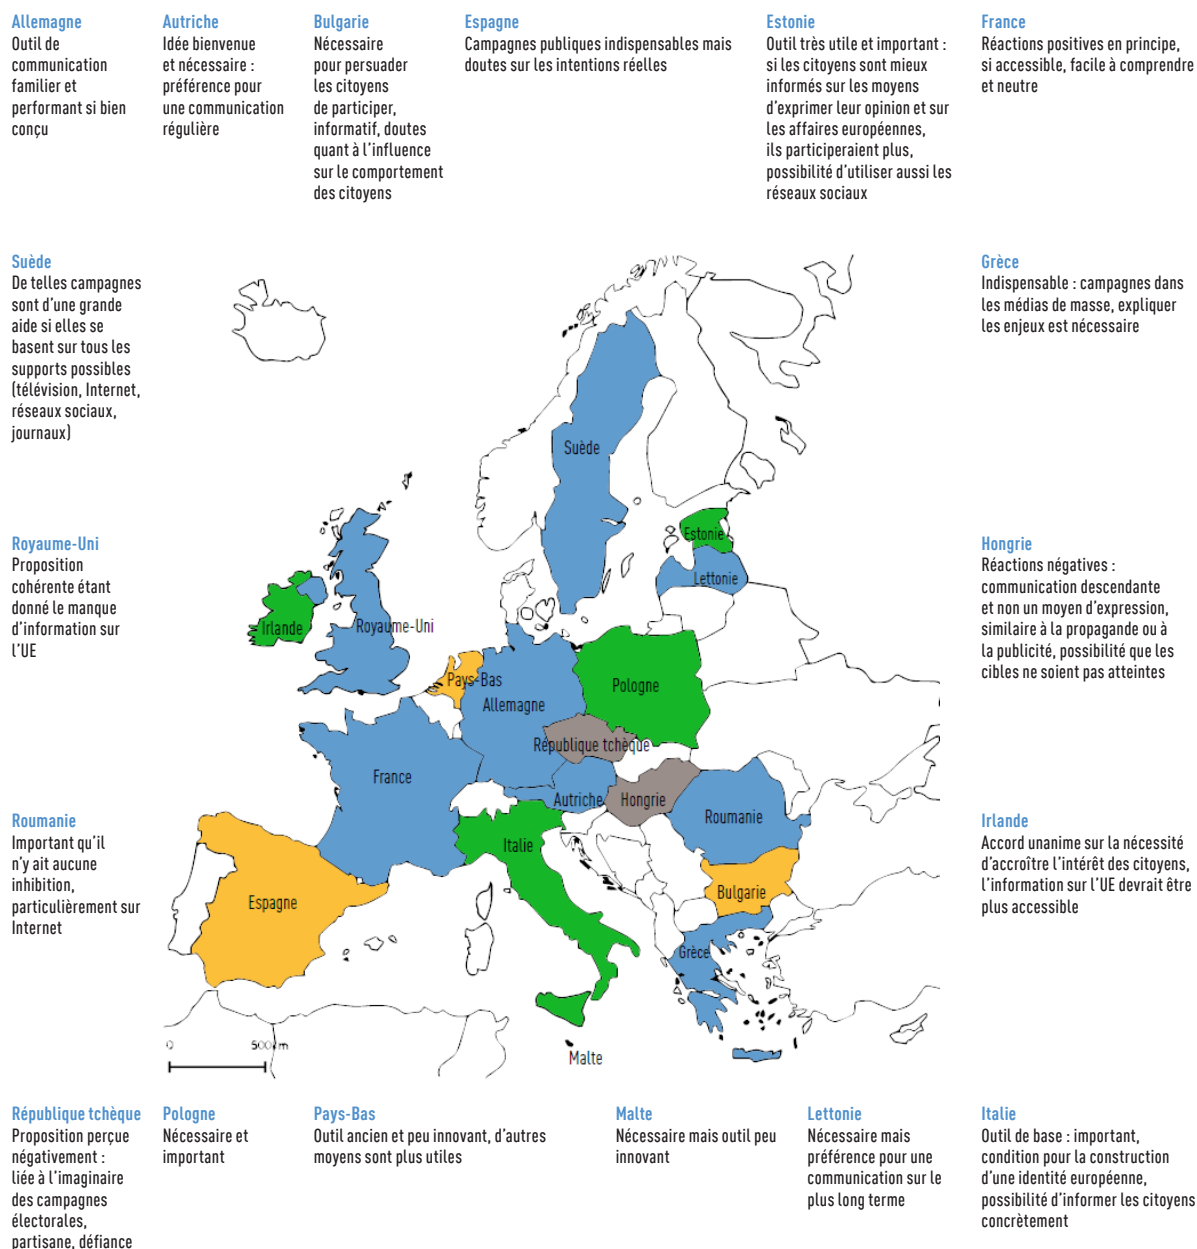 Allemagne
Outil de
communication
familier et
performant si bien
conçu
Autriche
Idée bienvenue
et nécessaire :
préférence pour
une communication
régulière
Bulgarie
Nécessaire
pour persuader
les citoyens
de participer,
informatif, doutes
quant à l’influence
sur le comportement
des citoyens
Espagne
Campagnes publiques indispensables mais
doutes sur les intentions réelles
Estonie
Outil très utile et important :
si les citoyens sont mieux
informés sur les moyens
d’exprimer leur opinion et sur
les affaires européennes,
ils participeraient plus,
possibilité d’utiliser aussi les
réseaux sociaux
France
Réactions positives en principe,
si accessible, facile à comprendre
et neutre
Suède
De telles campagnes
sont d’une grande
aide si elles se
basent sur tous les
supports possibles
(télévision, Internet,
réseaux sociaux,
journaux)
Grèce
Indispensable : campagnes dans
les médias de masse, expliquer
les enjeux est nécessaire
Royaume-Uni
Proposition
cohérente étant
donné le manque
d’information sur
l’UE
Hongrie
Réactions négatives :
communication descendante
et non un moyen d’expression,
similaire à la propagande ou à
la publicité, possibilité que les
cibles ne soient pas atteintes
Roumanie
Important qu’il
n’y ait aucune
inhibition,
particulièrement sur
Internet
Irlande
Accord unanime sur la nécessité
d’accroître l’intérêt des citoyens,
l’information sur l’UE devrait être
plus accessible
Suède
Estonie
Lettonie
Irlande
Royaume-Uni
Pays-Bas
Allemagne
Pologne
République tchèque
France
Autriche
Hongrie
Roumanie
Italie
Espagne
Bulgarie
Grèce
Malte
0
500
République tchèque
Proposition perçue
négativement :
liée à l’imaginaire
des campagnes
électorales,
partisane, défiance
Pologne
Nécessaire et
important
Pays-Bas
Outil ancien et peu innovant, d’autres
moyens sont plus utiles
Malte
Nécessaire mais outil peu
innovant
Lettonie
Nécessaire mais
préférence pour une
communication sur le
plus long terme
Italie
Outil de base : important,
condition pour la construction
d’une identité européenne,
possibilité d’informer les citoyens
concrètement